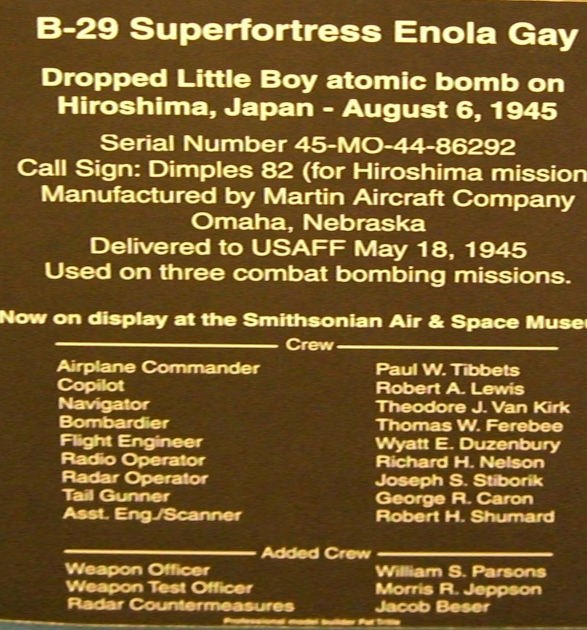 B-29 Superfortress Enola Gay
Dropped Little Boy atomic bomb on
Hiroshima, Japan - August 6, 1945
Serial Number 45-MO-44-86292
Call Sign: Dimples 82 (for Hiroshima mission
Manufactured by Martin Aircraft Company
Omaha, Nebraska
Delivered to USAFF May 18, 1945
Used on three combat bombing missions.
Now on display at the Smithsonian Air & Space Muse
Crew
Airplane Commander Paul W. Tibbets
Copilot Robert A. Lewis
Navigator Theodore J. Van Kirk
Bombardier Thomas W. Ferebee
Flight Engineer Wyatt E. Duzenbury
Radio Operator Richard H. Nelson
Radar Operator Joseph S. Stiborik
Tail Gunner George R. Caron
Asst. Eng./Scanner Robert H. Shumard
Added Crew
Weapon Officer William S. Parsons
Weapon Test Officer Morris R. Jeppson
Radar Countermeasures Jacob Beser
Professional model builder Pat